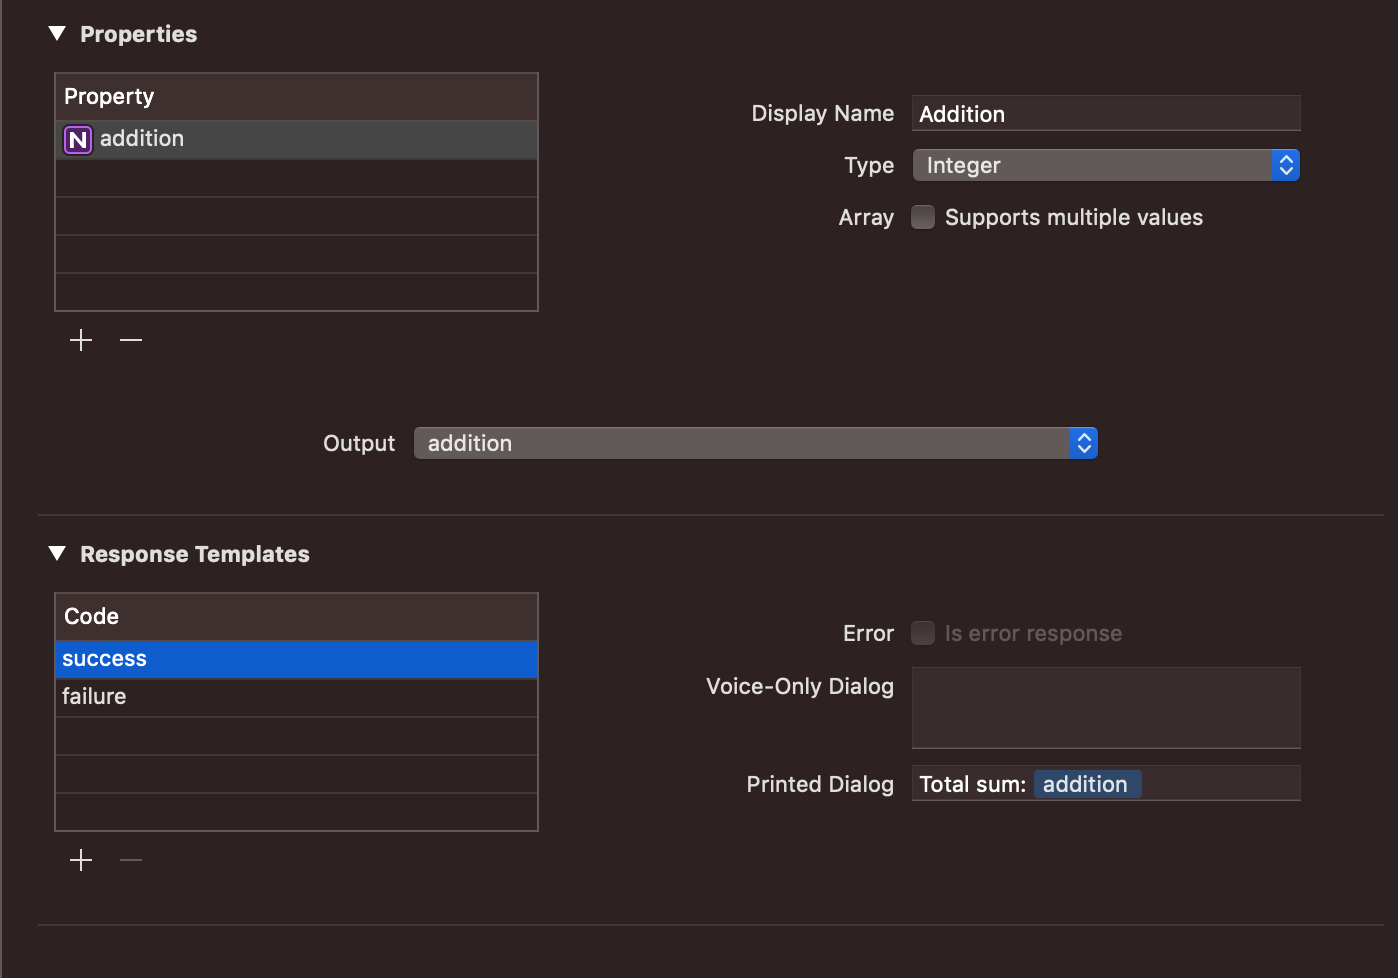 Properties
Property
N addition
Display Name Addition
Type Integer
Array Supports multiple values
Output addition
Response Templates
Code
success
failure
Error Is error response
Voice-Only Dialog
Printed Dialog Total sum: addition